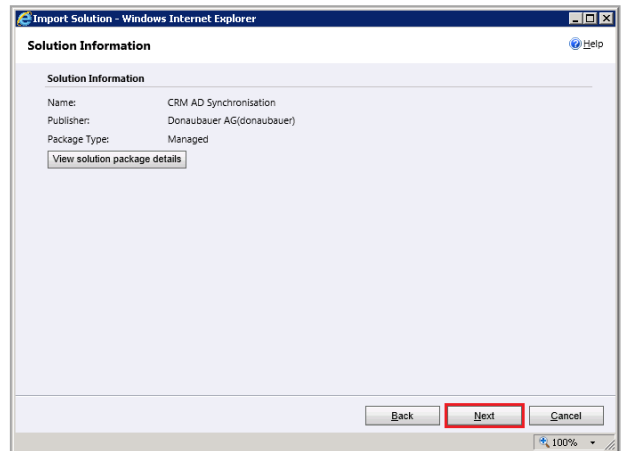 Import Solution - Windows Internet Explorer
Solution Information
Help
Solution Information
Name: CRM AD Synchronisation
Publisher: Donaubauer AG(donaubauer)
Package Type: Managed
View solution package details
Back Next Cancel
100%